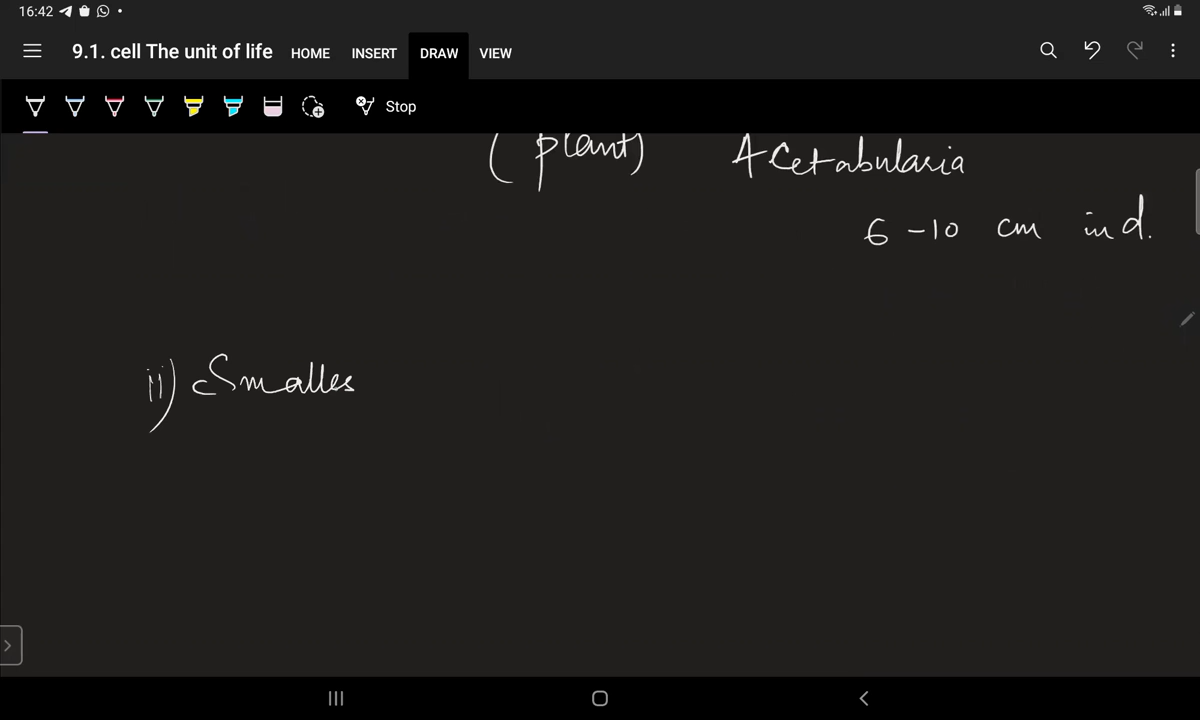 16:42
9.1. cell The unit of life HOME INSERT DRAW VIEW
Stop
(plant) Acetabularia
6-10 cm in d.
ii) Smalles